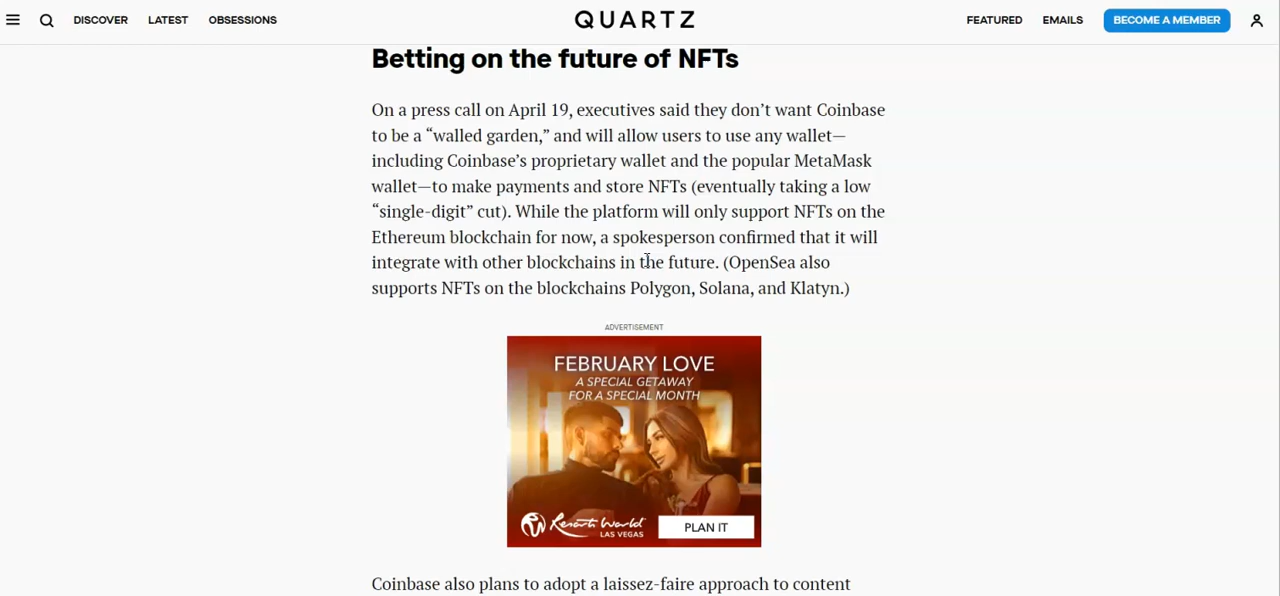 DISCOVER LATEST OBSESSIONS QUARTZ FEATURED EMAILS BECOME A MEMBER
Betting on the future of NFTs
On a press call on April 19, executives said they don’t want Coinbase
to be a “walled garden,” and will allow users to use any wallet—
including Coinbase’s proprietary wallet and the popular MetaMask
wallet—to make payments and store NFTs (eventually taking a low
“single-digit” cut). While the platform will only support NFTs on the
Ethereum blockchain for now, a spokesperson confirmed that it will
integrate with other blockchains in the future. (OpenSea also
supports NFTs on the blockchains Polygon, Solana, and Klatyn.)
ADVERTISEMENT
FEBRUARY LOVE
A SPECIAL GETAWAY
FOR A SPECIAL MONTH
Resorts World
LAS VEGAS
PLAN IT
Coinbase also plans to adopt a laissez-faire approach to content